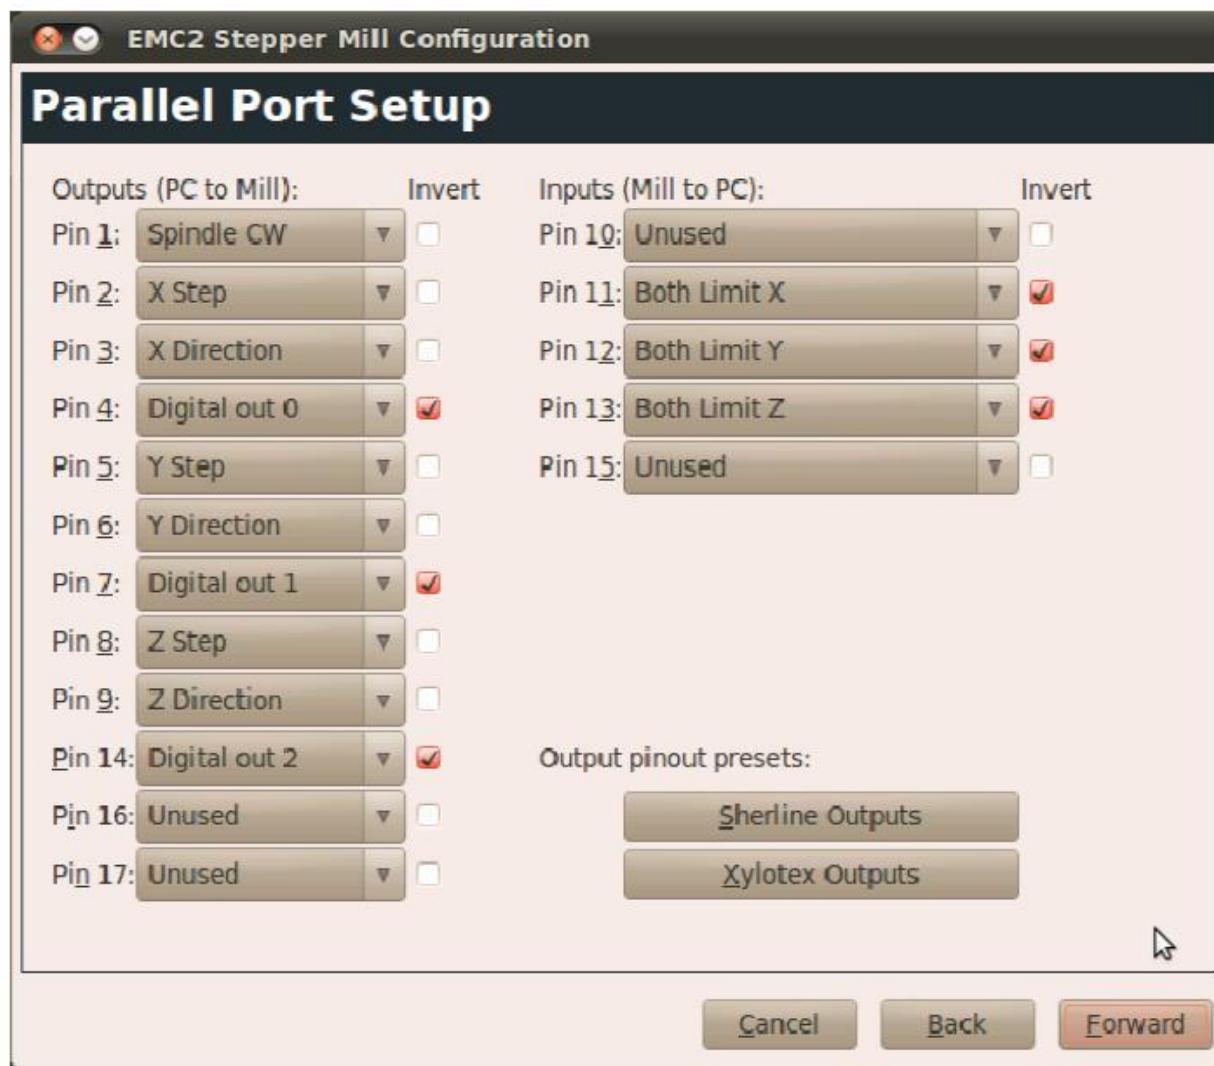 EMC2 Stepper Mill Configuration
Parallel Port Setup
Outputs (PC to Mill): Invert Inputs (Mill to PC): Invert
Pin 1: Spindle CW Pin 10: Unused
Pin 2: X Step Pin 11: Both Limit X
Pin 3: X Direction Pin 12: Both Limit Y
Pin 4: Digital out 0 Pin 13: Both Limit Z
Pin 5: Y Step Pin 15: Unused
Pin 6: Y Direction
Pin 7: Digital out 1
Pin 8: Z Step
Pin 9: Z Direction
Pin 14: Digital out 2 Output pinout presets:
Pin 16: Unused Sherline Outputs
Pin 17: Unused Xylotex Outputs
Cancel Back Forward